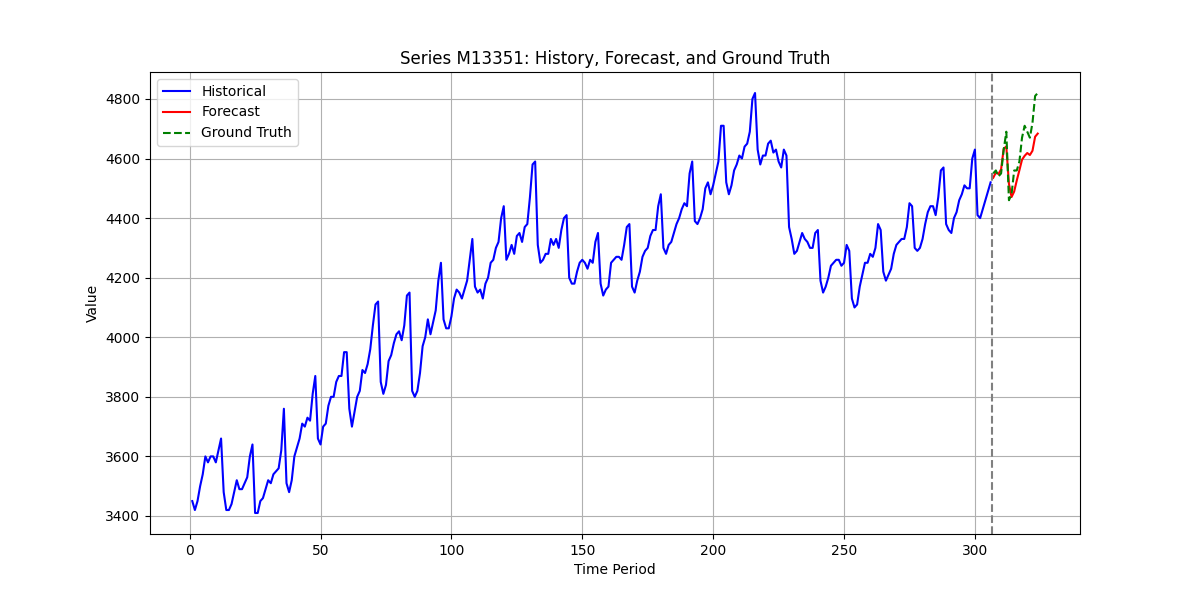 Series M13351: History, Forecast, and Ground Truth
Historical
Forecast
Ground Truth
Value
4800
4600
4400
4200
4000
3800
3600
3400
0 50 100 150 200 250 300
Time Period